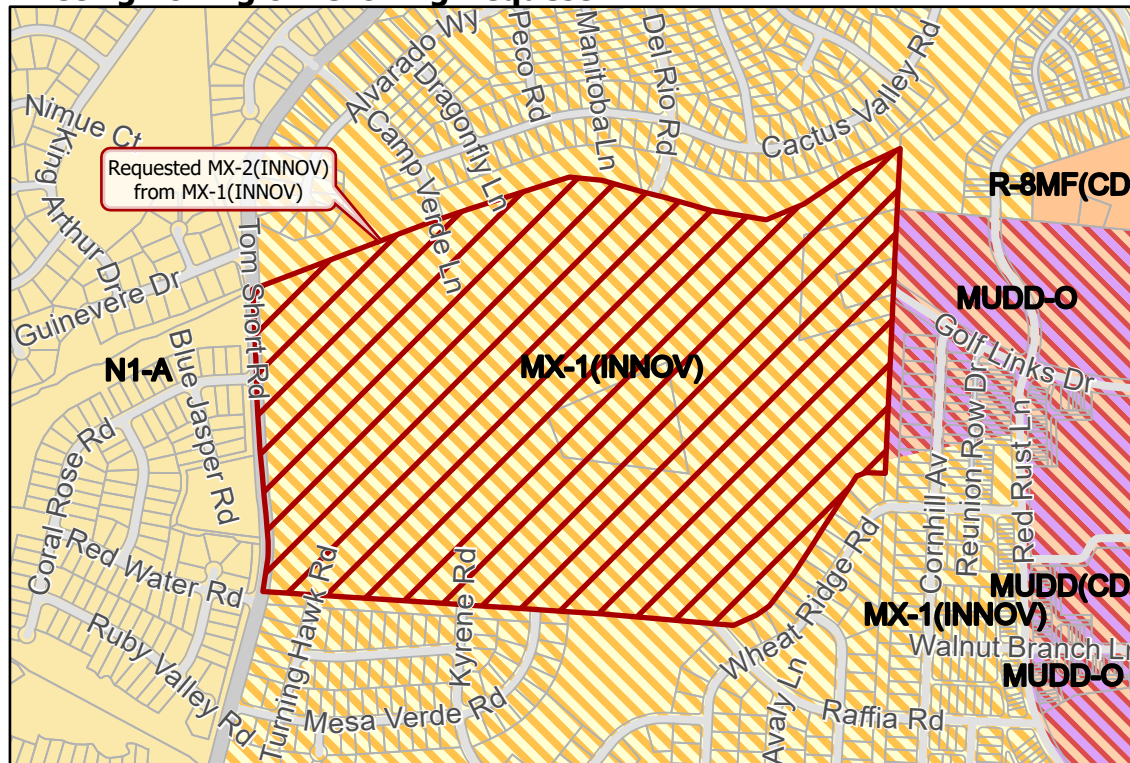 Alvarado Wy
Peco Rd
Manitoba Ln
Del Rio Rd
Dragonfly Ln
Camp Verde Ln
Cactus Valley Rd
Nimue Ct
King Arthur Dr
Requested MX-2(INNOV)
from MX-1(INNOV)
R-8MF(CD
Tom Short Rd
Guinevere Dr
MUDD-O
Golf Links Dr
N1-A
Blue Jasper Rd
MX-1(INNOV)
Coral Rose Rd
Cornhill Av
Reunion Row Dr
Red Rust Ln
Red Water Rd
Ruby Valley Rd
Turning Hawk Rd
Kyrene Rd
Wheat Ridge Rd
MUDD(CD
MX-1(INNOV)
Walnut Branch Ln
MUDD-O
Mesa Verde Rd
Avaly Ln
Raffia Rd